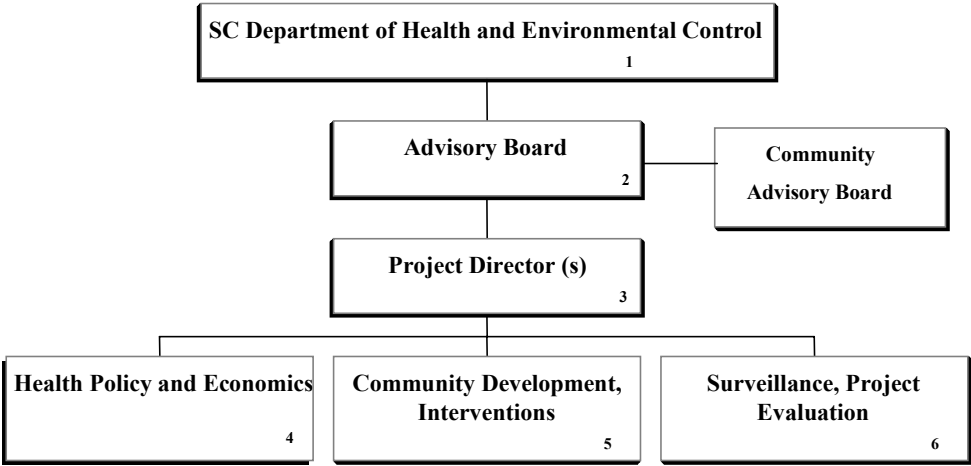 SC Department of Health and Environmental Control
1
Advisory Board
2
Community
Advisory Board
Project Director (s)
3
Health Policy and Economics
4
Community Development,
Interventions
5
Surveillance, Project
Evaluation
6